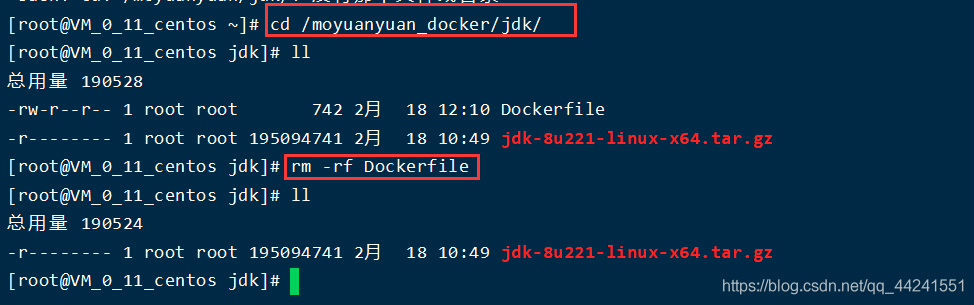 [root@VM_0_11_centos ~]# cd /moyuanyuan_docker/jdk/
[root@VM_0_11_centos jdk]# ll
总用量 190528
-rw-r--r-- 1 root root       742 2月  18 12:10 Dockerfile
-r-------- 1 root root 195094741 2月  18 10:49 jdk-8u221-linux-x64.tar.gz
[root@VM_0_11_centos jdk]# rm -rf Dockerfile
[root@VM_0_11_centos jdk]# ll
总用量 190524
-r-------- 1 root root 195094741 2月  18 10:49 jdk-8u221-linux-x64.tar.gz
[root@VM_0_11_centos jdk]#
https://blog.csdn.net/qq_44241551